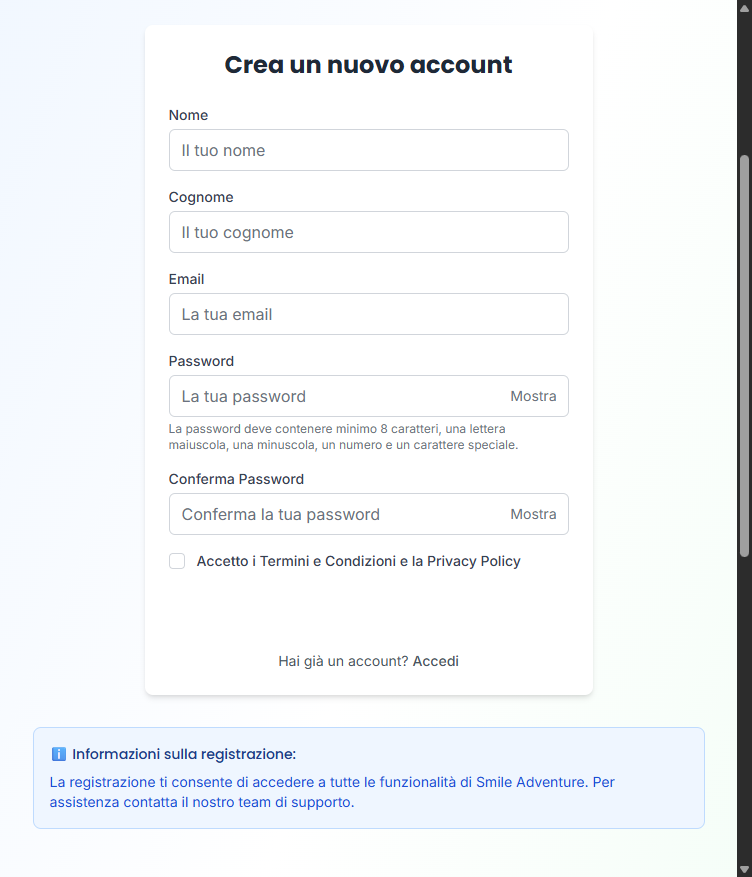 Crea un nuovo account
Nome
Il tuo nome
Cognome
Il tuo cognome
Email
La tua email
Password
La tua password
Mostra
La password deve contenere minimo 8 caratteri, una lettera
maiuscola, una minuscola, un numero e un carattere speciale.
Conferma Password
Conferma la tua password
Mostra
Accetto i Termini e Condizioni e la Privacy Policy
Hai già un account? Accedi
ℹ️ Informazioni sulla registrazione:
La registrazione ti consente di accedere a tutte le funzionalità di Smile Adventure. Per
assistenza contatta il nostro team di supporto.